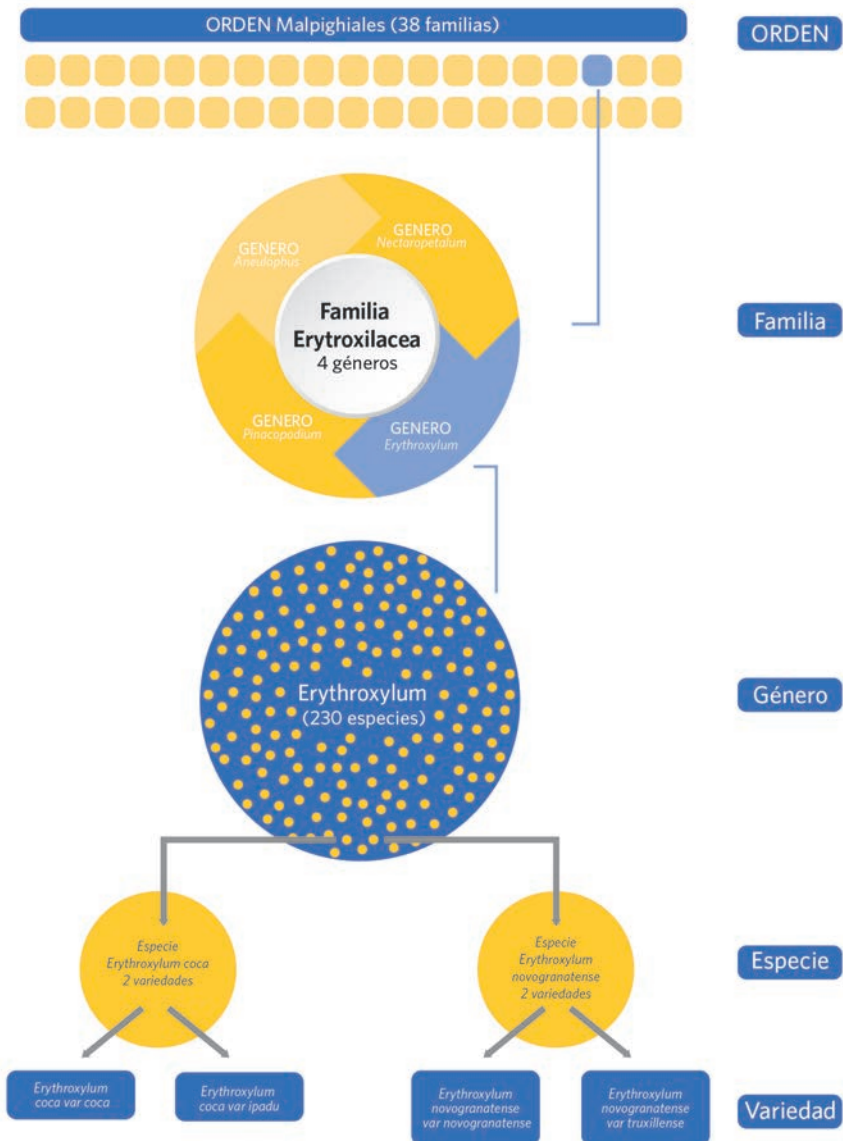 ORDEN Malpighiales (38 familias)
ORDEN
GENERO
Aneulophus
GENERO
Nectaropetalum
Familia
Erytroxilacea
4 géneros
Familia
GENERO
Pinacopodium
GENERO
Erythroxylum
Erythroxylum
(230 especies)
Género
Especie
Erythroxylum coca
2 variedades
Especie
Erythroxylum
novogranatense
2 variedades
Especie
Erythroxylum
coca var coca
Erythroxylum
coca var ipadu
Erythroxylum
novogranatense
var novogranatense
Erythroxylum
novogranatense
var truxillense
Variedad